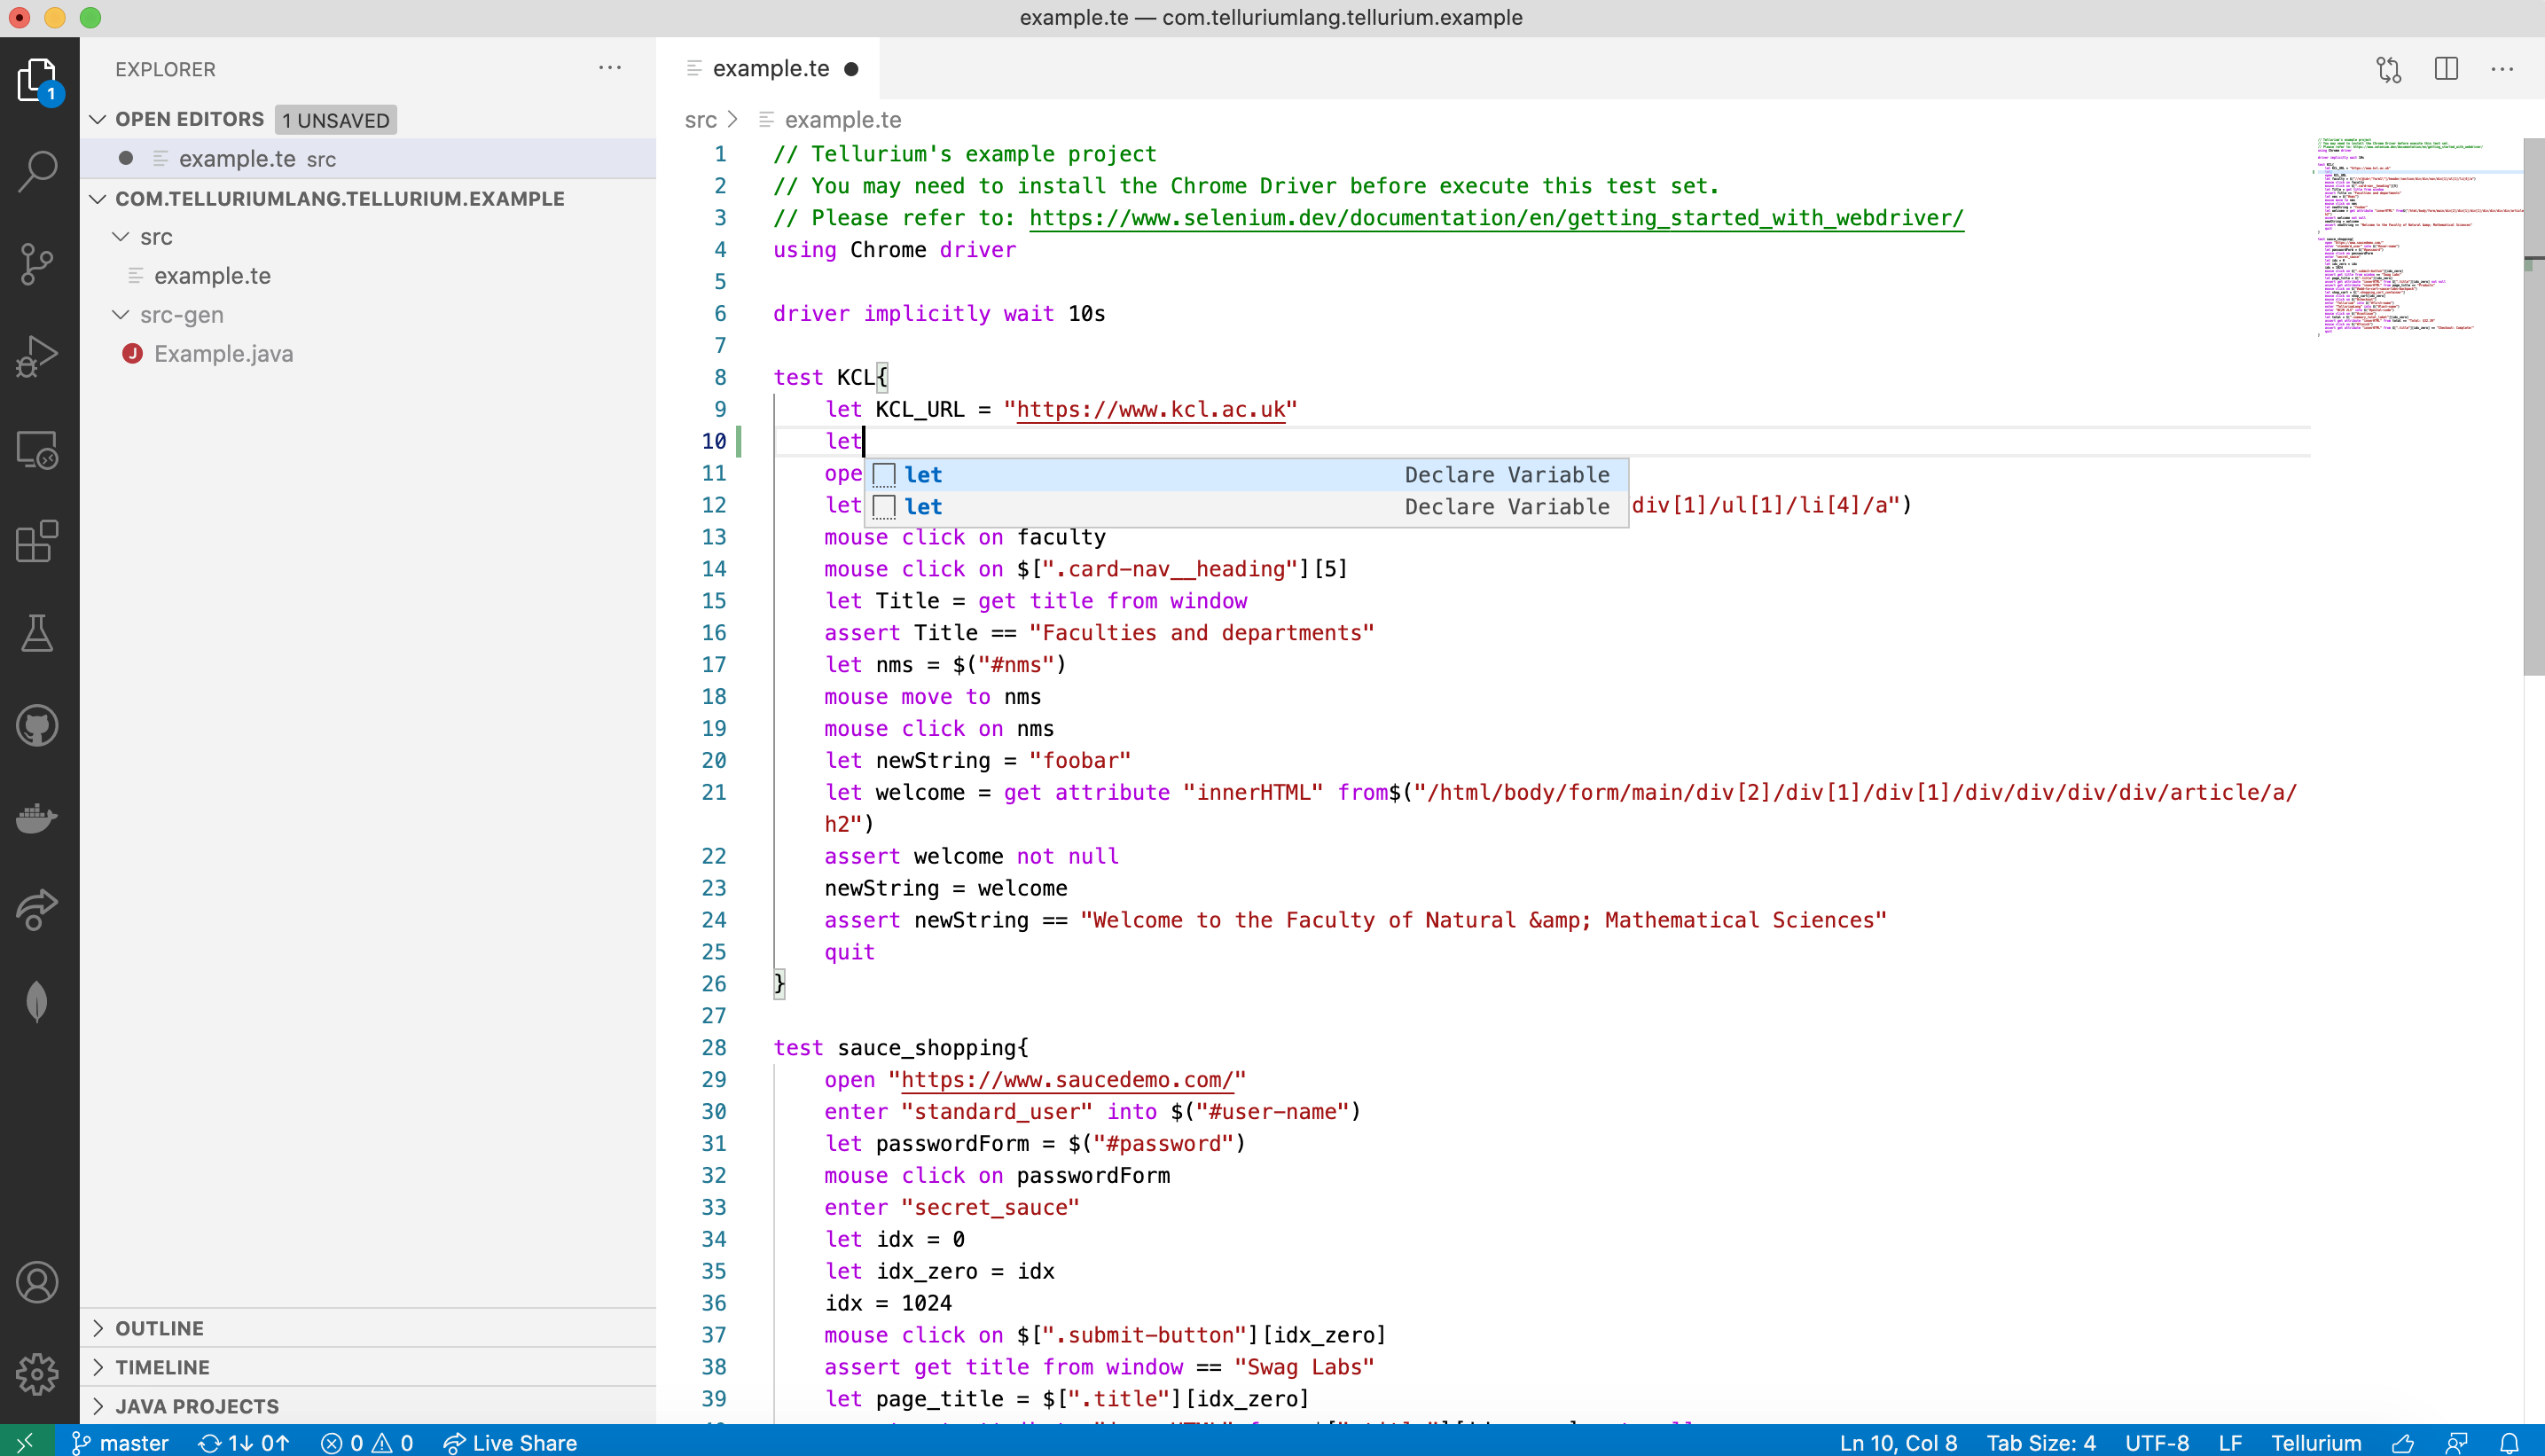 example.te — com.telluriumlang.tellurium.example
1
EXPLORER
OPEN EDITORS 1 UNSAVED
example.te src
COM.TELLURIUMLANG.TELLURIUM.EXAMPLE
src
example.te
src-gen
J Example.java
OUTLINE
TIMELINE
JAVA PROJECTS
example.te
src example.te
1 // Tellurium's example project
2 // You may need to install the Chrome Driver before execute this test set.
3 // Please refer to: https://www.selenium.dev/documentation/en/getting_started_with_webdriver/
4 using Chrome driver
5
6 driver implicitly wait 10s
7
8 test KCL{
9 let KCL_URL = "https://www.kcl.ac.uk"
10 let
let Declare Variable
let Declare Variable
11 ope
12 let div[1]/ul[1]/li[4]/a")
13 mouse click on faculty
14 mouse click on $[".card-nav__heading"][5]
15 let Title = get title from window
16 assert Title == "Faculties and departments"
17 let nms = $("#nms")
18 mouse move to nms
19 mouse click on nms
20 let newString = "foobar"
21 let welcome = get attribute "innerHTML" from$("/html/body/form/main/div[2]/div[1]/div[1]/div/div/div/div/article/a/
h2")
22 assert welcome not null
23 newString = welcome
24 assert newString == "Welcome to the Faculty of Natural &amp; Mathematical Sciences"
25 quit
26 }
27
28 test sauce_shopping{
29 open "https://www.saucedemo.com/"
30 enter "standard_user" into $("#user-name")
31 let passwordForm = $("#password")
32 mouse click on passwordForm
33 enter "secret_sauce"
34 let idx = 0
35 let idx_zero = idx
36 idx = 1024
37 mouse click on $[".submit-button"][idx_zero]
38 assert get title from window == "Swag Labs"
39 let page_title = $[".title"][idx_zero]
master 1↓ 0↑ 0 0 Live Share Ln 10, Col 8 Tab Size: 4 UTF-8 LF Tellurium